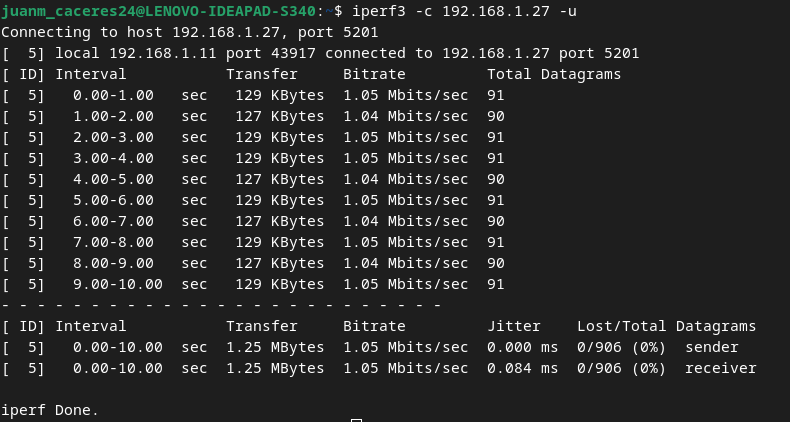 juanm_caceres24@LENOVO-IDEAPAD-S340:~$ iperf3 -c 192.168.1.27 -u
Connecting to host 192.168.1.27, port 5201
[  5] local 192.168.1.11 port 43917 connected to 192.168.1.27 port 5201
[ ID] Interval           Transfer     Bitrate         Total Datagrams
[  5]   0.00-1.00   sec   129 KBytes  1.05 Mbits/sec  91
[  5]   1.00-2.00   sec   127 KBytes  1.04 Mbits/sec  90
[  5]   2.00-3.00   sec   129 KBytes  1.05 Mbits/sec  91
[  5]   3.00-4.00   sec   129 KBytes  1.05 Mbits/sec  91
[  5]   4.00-5.00   sec   127 KBytes  1.04 Mbits/sec  90
[  5]   5.00-6.00   sec   129 KBytes  1.05 Mbits/sec  91
[  5]   6.00-7.00   sec   127 KBytes  1.04 Mbits/sec  90
[  5]   7.00-8.00   sec   129 KBytes  1.05 Mbits/sec  91
[  5]   8.00-9.00   sec   127 KBytes  1.04 Mbits/sec  90
[  5]   9.00-10.00  sec   129 KBytes  1.05 Mbits/sec  91
- - - - - - - - - - - - - - - - - - - - - - - - -
[ ID] Interval           Transfer     Bitrate         Jitter    Lost/Total Datagrams
[  5]   0.00-10.00  sec  1.25 MBytes  1.05 Mbits/sec  0.000 ms  0/906 (0%)  sender
[  5]   0.00-10.00  sec  1.25 MBytes  1.05 Mbits/sec  0.084 ms  0/906 (0%)  receiver
iperf Done.